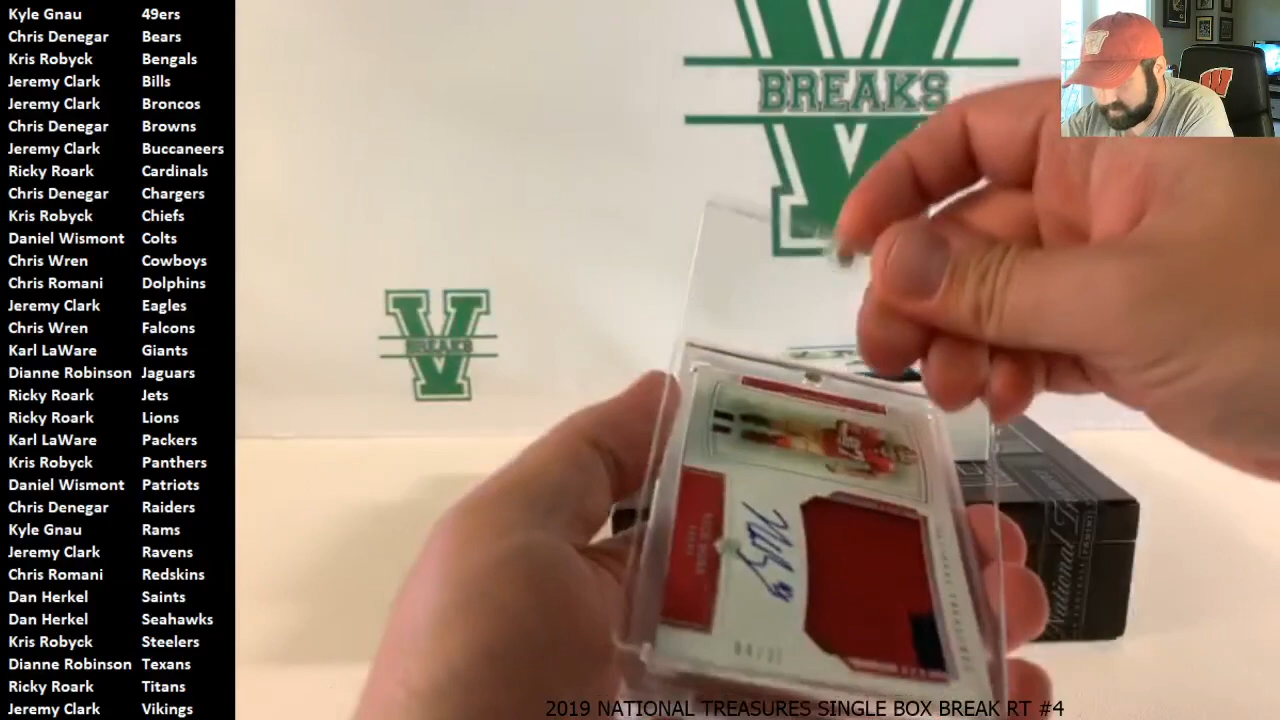 Kyle Gnau 49ers
Chris Denegar Bears
Kris Robyck Bengals
Jeremy Clark Bills
Jeremy Clark Broncos
Chris Denegar Browns
Jeremy Clark Buccaneers
Ricky Roark Cardinals
Chris Denegar Chargers
Kris Robyck Chiefs
Daniel Wismont Colts
Chris Wren Cowboys
Chris Romani Dolphins
Jeremy Clark Eagles
Chris Wren Falcons
Karl LaWare Giants
Dianne Robinson Jaguars
Ricky Roark Jets
Ricky Roark Lions
Karl LaWare Packers
Kris Robyck Panthers
Daniel Wismont Patriots
Chris Denegar Raiders
Kyle Gnau Rams
Jeremy Clark Ravens
Chris Romani Redskins
Dan Herkel Saints
Dan Herkel Seahawks
Kris Robyck Steelers
Dianne Robinson Texans
Ricky Roark Titans
Jeremy Clark Vikings
V BREAKS
V BREAKS
W
National
2019 NATIONAL TREASURES SINGLE BOX BREAK RT #4